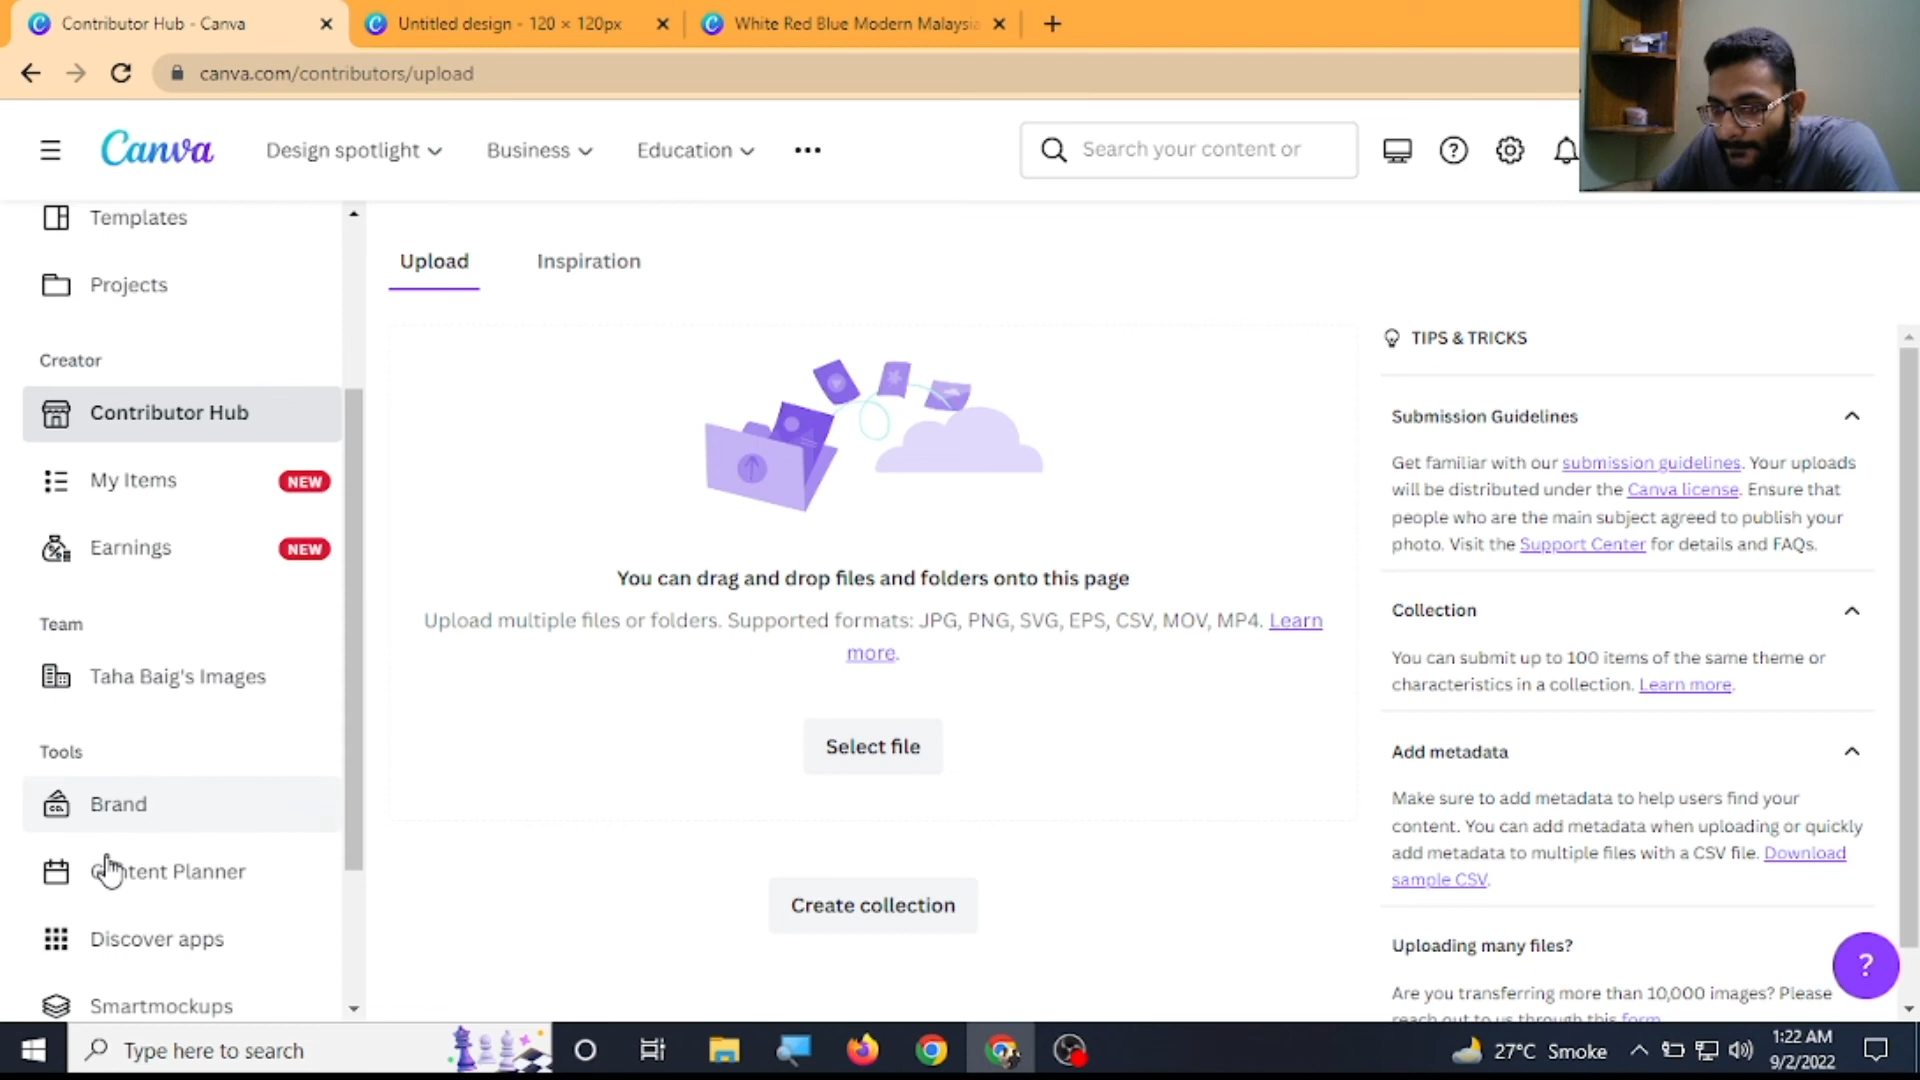 Contributor Hub - Canva
Untitled design - 120 × 120px
White Red Blue Modern Malaysia
canva.com/contributors/upload
Canva
Design spotlight
Business
Education
Search your content or
Templates
Projects
Creator
Contributor Hub
My Items
NEW
Earnings
NEW
Team
Taha Baig's Images
Tools
Brand
Content Planner
Discover apps
Smartmockups
Upload
Inspiration
You can drag and drop files and folders onto this page
Upload multiple files or folders. Supported formats: JPG, PNG, SVG, EPS, CSV, MOV, MP4. Learn
more.
Select file
Create collection
TIPS & TRICKS
Submission Guidelines
Get familiar with our submission guidelines. Your uploads
will be distributed under the Canva license. Ensure that
people who are the main subject agreed to publish your
photo. Visit the Support Center for details and FAQs.
Collection
You can submit up to 100 items of the same theme or
characteristics in a collection. Learn more.
Add metadata
Make sure to add metadata to help users find your
content. You can add metadata when uploading or quickly
add metadata to multiple files with a CSV file. Download
sample CSV.
Uploading many files?
Are you transferring more than 10,000 images? Please
reach out to us through this form
?
Type here to search
27°C Smoke
1:22 AM
9/2/2022